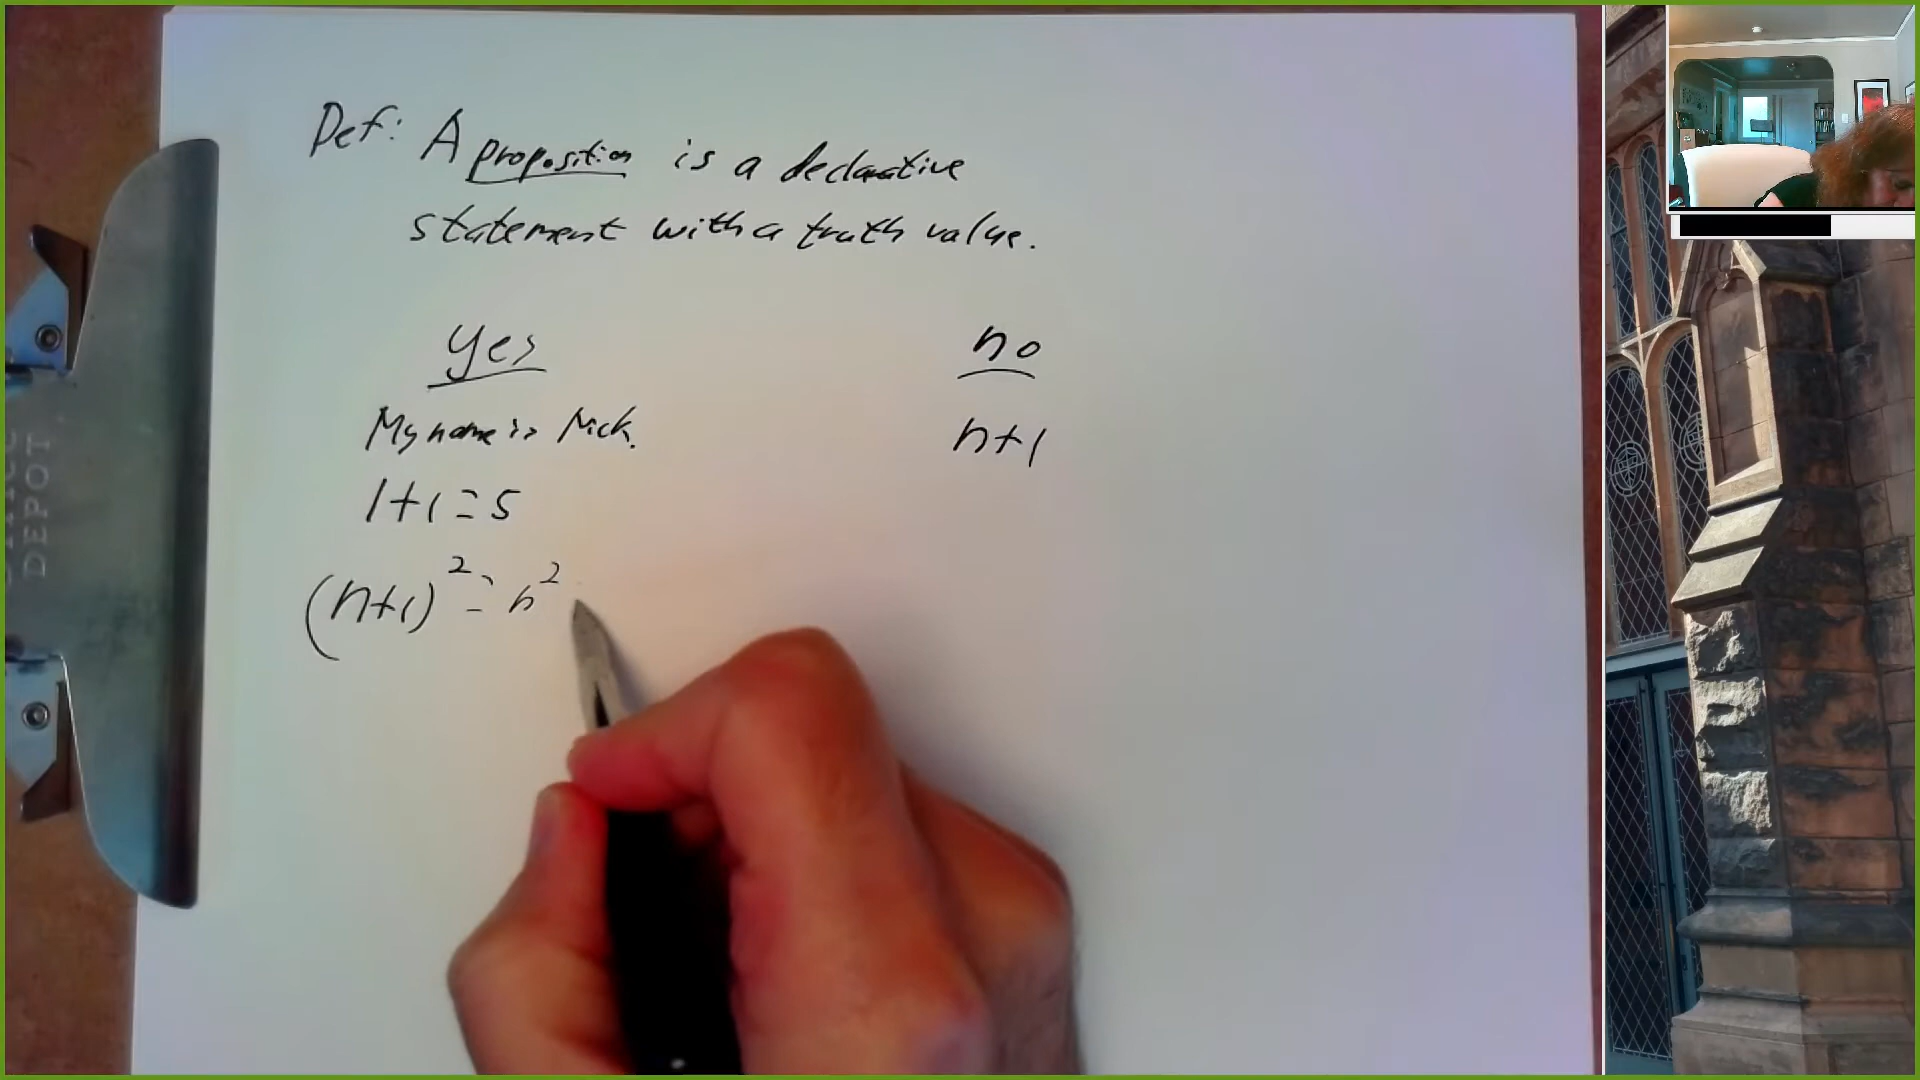 Def: A proposition is a declarative
statement with a truth value.
yes
no
My name is Nick.
n+1
1+1=5
(n+1)² = n²
DEPOT